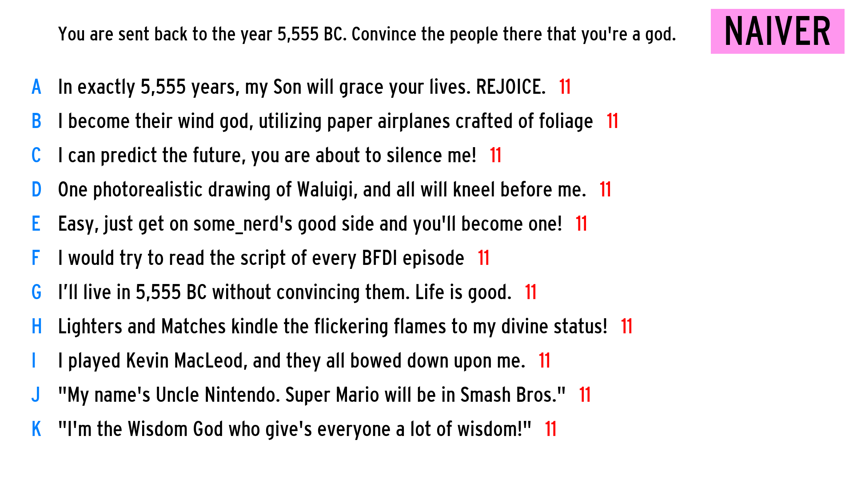 You are sent back to the year 5,555 BC. Convince the people there that you're a god.
NAIVER
A In exactly 5,555 years, my Son will grace your lives. REJOICE. 11
B I become their wind god, utilizing paper airplanes crafted of foliage 11
C I can predict the future, you are about to silence me! 11
D One photorealistic drawing of Waluigi, and all will kneel before me. 11
E Easy, just get on some_nerd's good side and you'll become one! 11
F I would try to read the script of every BFDI episode 11
G I’ll live in 5,555 BC without convincing them. Life is good. 11
H Lighters and Matches kindle the flickering flames to my divine status! 11
I I played Kevin MacLeod, and they all bowed down upon me. 11
J "My name's Uncle Nintendo. Super Mario will be in Smash Bros." 11
K "I'm the Wisdom God who give's everyone a lot of wisdom!" 11